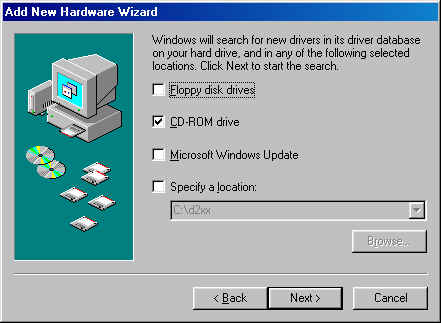 Add New Hardware Wizard
Windows will search for new drivers in its driver database
on your hard drive, and in any of the following selected
locations. Click Next to start the search.
Floppy disk drives
CD-ROM drive
Microsoft Windows Update
Specify a location:
C:\d2xx
Browse...
< Back
Next >
Cancel